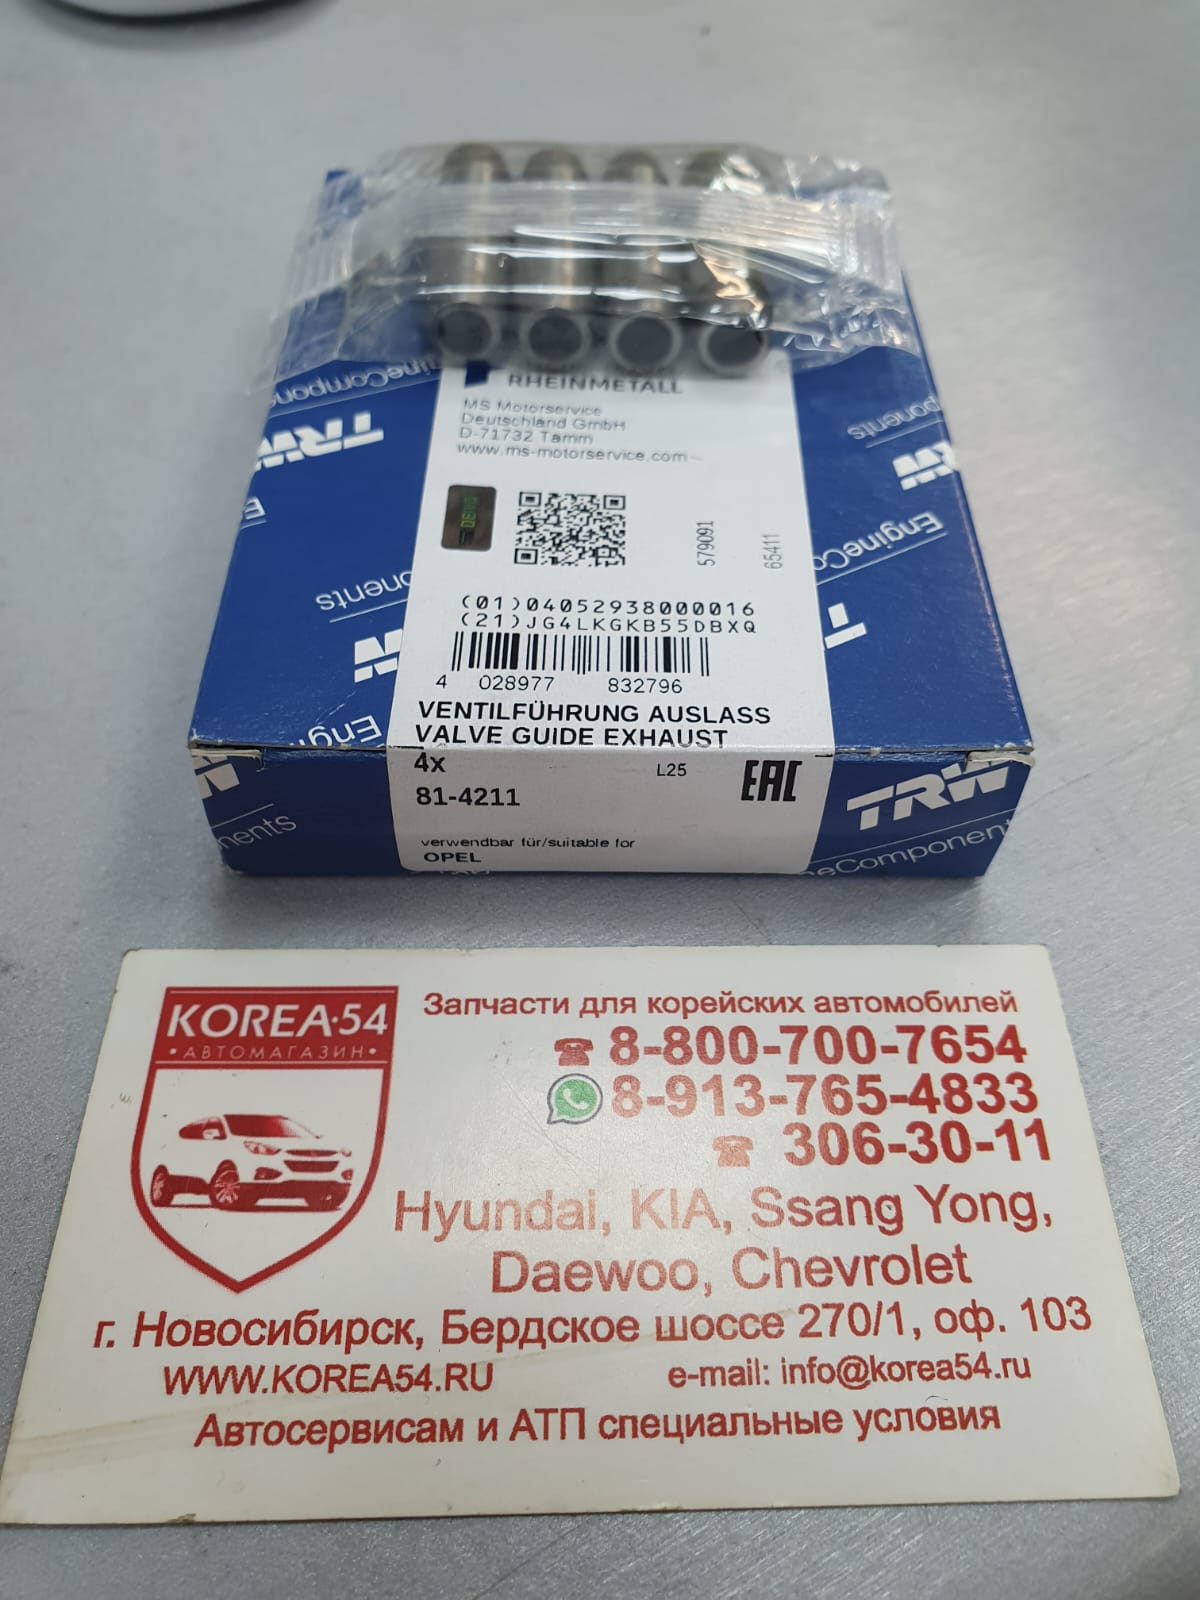 RHEINMETALL
MS Motorservice
Deutschland GmbH
D-71732 Tamm
www.ms-motorservice.com
579091
65411
(01)04052938000016
(21)JG4LKGKB55DBXQ
4 028977 832796
VENTILFÜHRUNG AUSLASS
VALVE GUIDE EXHAUST
4x
L25
EAC
81-4211
verwendbar für/suitable for
OPEL
TRW
EngineComponents
TRW
TRW
EngineComponents
TRW
KOREA·54
•АВТОМАГАЗИН•
Запчасти для корейских автомобилей
8-800-700-7654
8-913-765-4833
306-30-11
Hyundai, KIA, Ssang Yong,
Daewoo, Chevrolet
г. Новосибирск, Бердское шоссе 270/1, оф. 103
WWW.KOREA54.RU
e-mail: info@korea54.ru
Автосервисам и АТП специальные условия